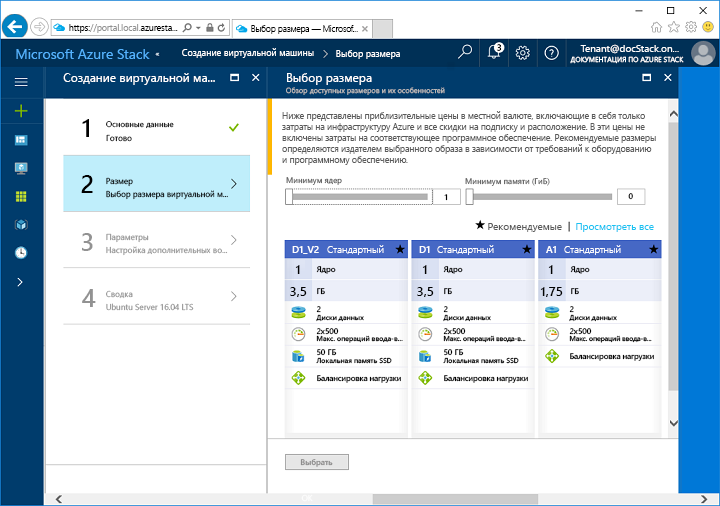 https://portal.local.azuresta...
Выбор размера — Microsof...
Microsoft Azure Stack
Создание виртуальной машины > Выбор размера
3
Tenant@docStack.on...
ДОКУМЕНТАЦИЯ ПО AZURE STACK
Создание виртуальной ма...
1
Основные данные
Готово
2
Размер
Выбор размера виртуальной м...
3
Параметры
Настройка дополнительных во...
4
Сводка
Ubuntu Server 16.04 LTS
Выбор размера
Обзор доступных размеров и их особенностей
Ниже представлены приблизительные цены в местной валюте, включающие в себя только
затраты на инфраструктуру Azure и все скидки на подписку и расположение. В эти цены не
включены затраты на соответствующее программное обеспечение. Рекомендуемые размеры
определяются издателем выбранного образа в зависимости от требований к оборудованию
и программному обеспечению.
Минимум ядер
1
Минимум памяти (ГиБ)
0
Рекомендуемые | Просмотреть все
D1_V2 Стандартный
1 Ядро
3,5 ГБ
2
Диски данных
2x500
Макс. операций ввода-в...
50 ГБ
Локальная память SSD
Балансировка нагрузки
D1 Стандартный
1 Ядро
3,5 ГБ
2
Диски данных
2x500
Макс. операций ввода-в...
50 ГБ
Локальная память SSD
Балансировка нагрузки
A1 Стандартный
1 Ядро
1,75 ГБ
2
Диски данных
2x500
Макс. операций ввода-в...
Балансировка нагрузки
Выбрать